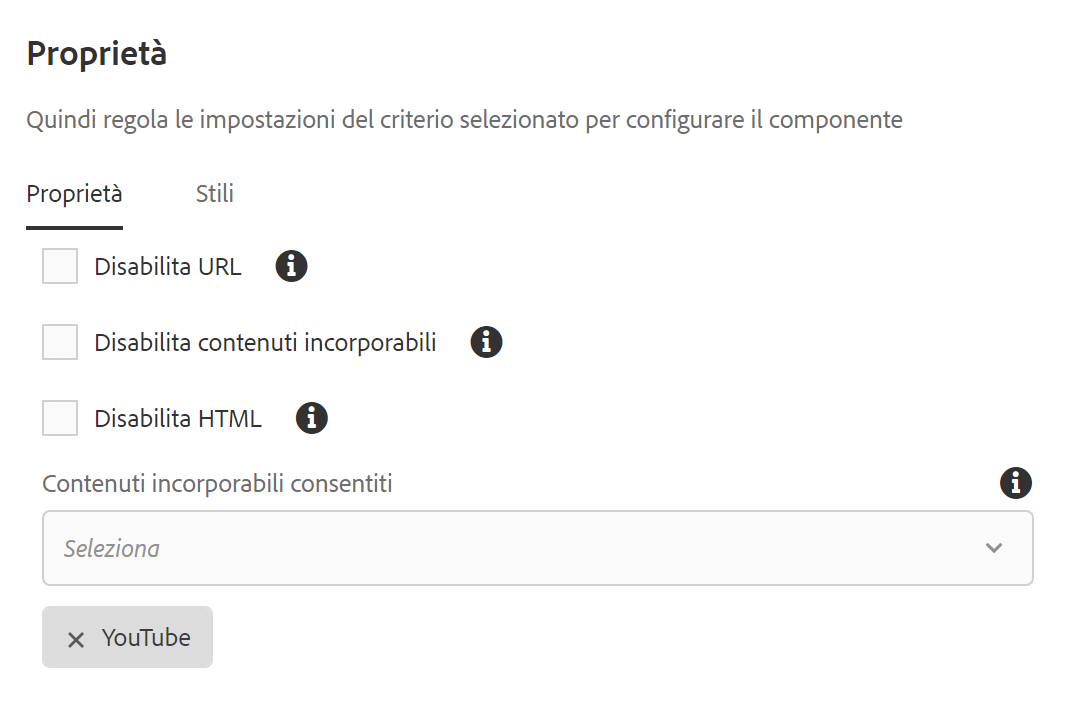 Proprietà
Quindi regola le impostazioni del criterio selezionato per configurare il componente
Proprietà Stili
Disabilita URL
Disabilita contenuti incorporabili
Disabilita HTML
Contenuti incorporabili consentiti
Seleziona
YouTube